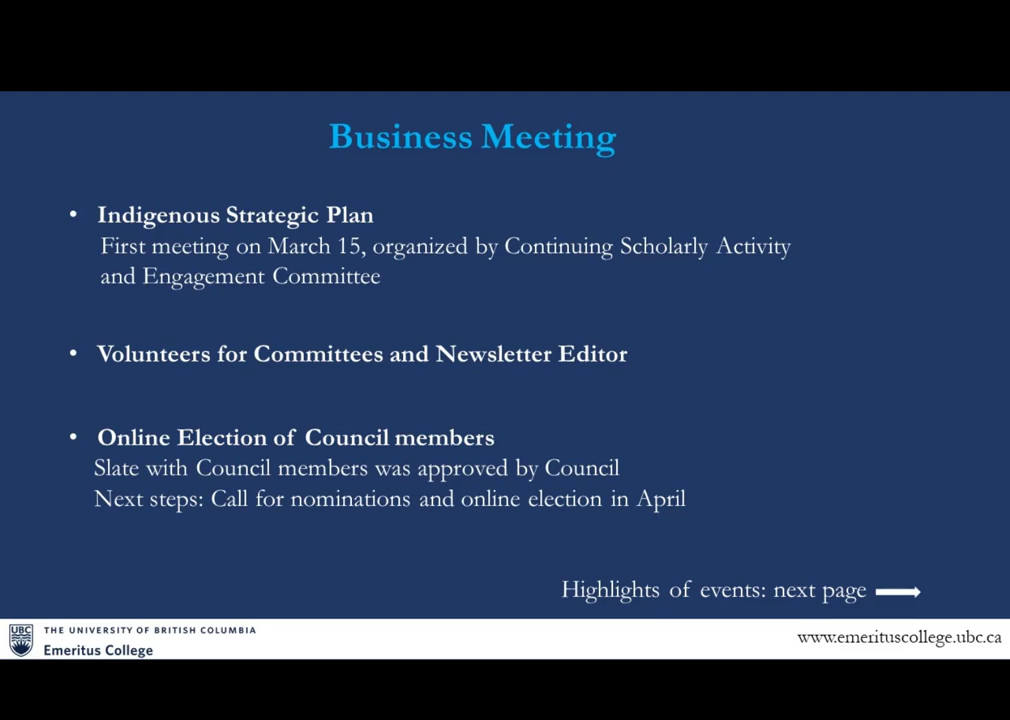 Business Meeting
• Indigenous Strategic Plan
First meeting on March 15, organized by Continuing Scholarly Activity
and Engagement Committee
• Volunteers for Committees and Newsletter Editor
• Online Election of Council members
Slate with Council members was approved by Council
Next steps: Call for nominations and online election in April
Highlights of events: next page
UBC
THE UNIVERSITY OF BRITISH COLUMBIA
Emeritus College
www.emerituscollege.ubc.ca